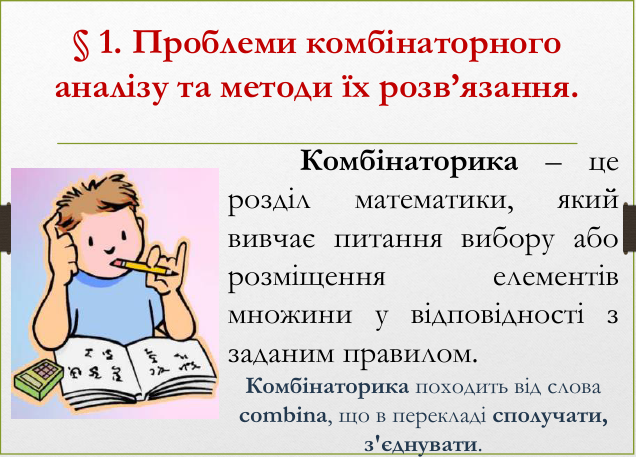 § 1. Проблеми комбінаторного
аналізу та методи їх розв’язання.
Комбінаторика – це
розділ математики, який
вивчає питання вибору або
розміщення елементів
множини у відповідності з
заданим правилом.
Комбінаторика походить від слова
combina, що в перекладі сполучати,
з'єднувати.